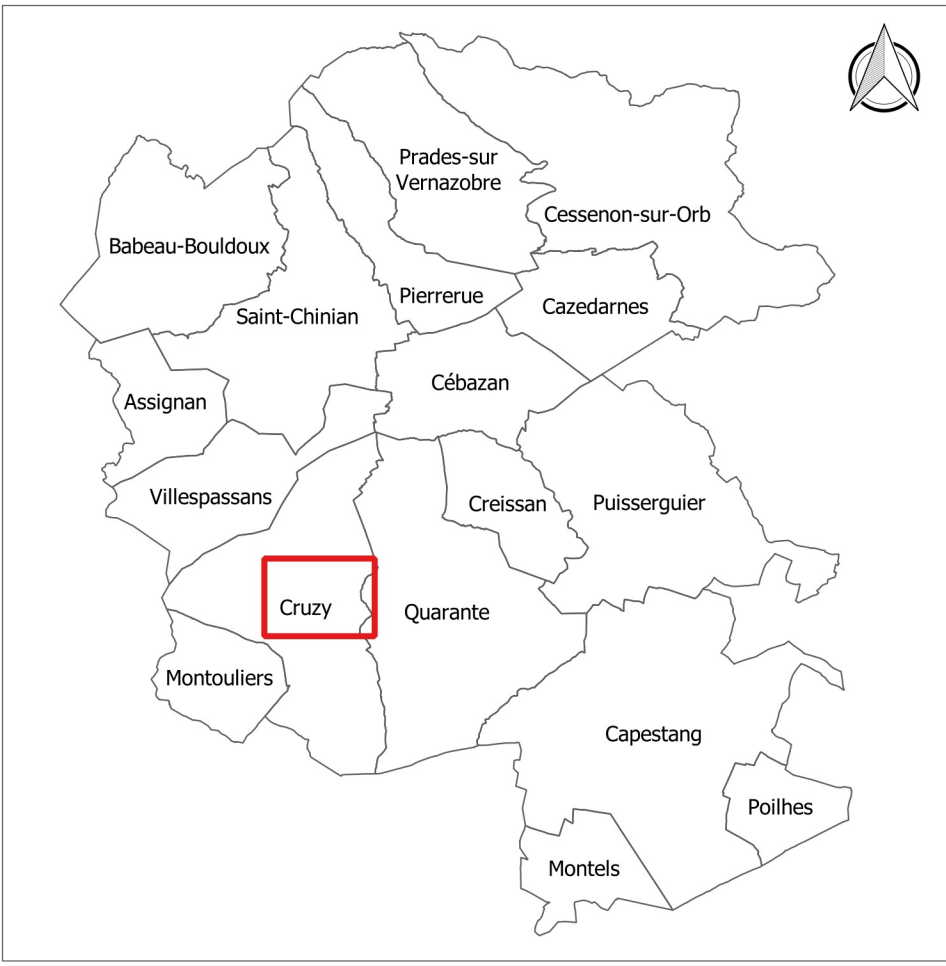 Prades-sur
Vernazobre
Cessenon-sur-Orb
Babeau-Bouldoux
Pierrerue
Cazedarnes
Saint-Chinian
Cébazan
Assignan
Villespassans
Creissan
Puisserguier
Cruzy
Quarante
Montouliers
Capestang
Poilhes
Montels